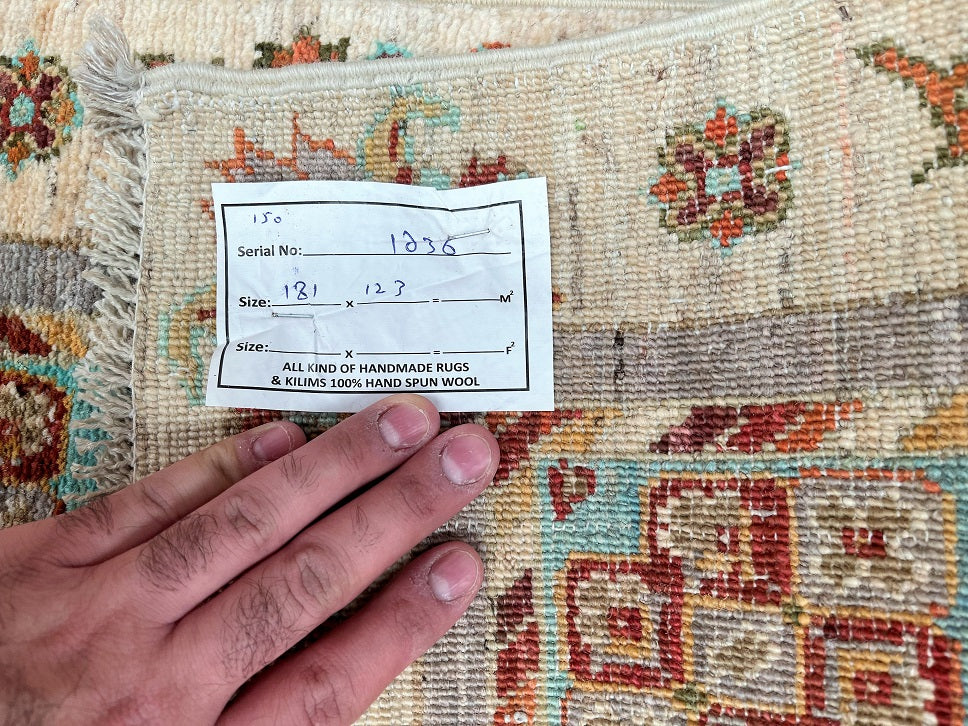 150
Serial No: 1236
Size: 181 x 123 = M²
Size: x = F²
ALL KIND OF HANDMADE RUGS
& KILIMS 100% HAND SPUN WOOL